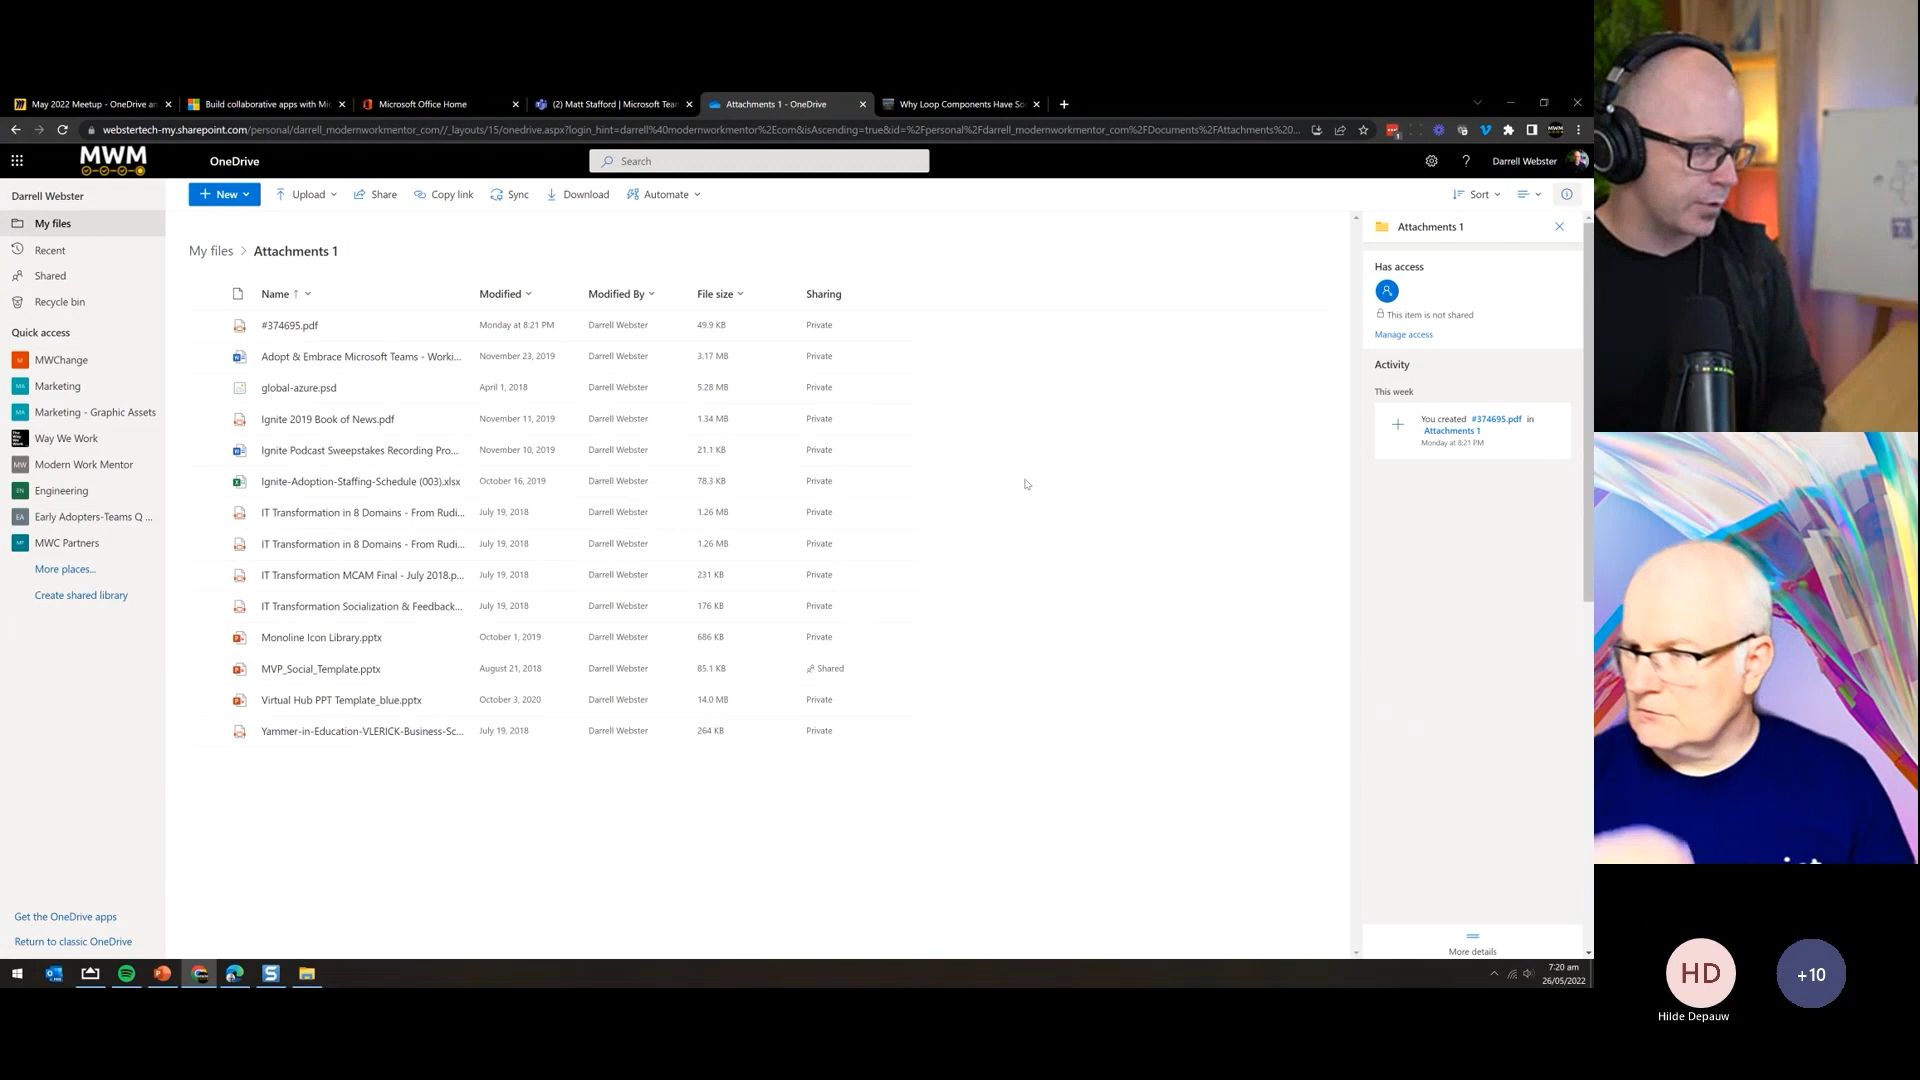 May 2022 Meetup - OneDrive an
Build collaborative apps with Mic
Microsoft Office Home
(2) Matt Stafford | Microsoft Tean
Attachments 1 - OneDrive
Why Loop Components Have So
webstertech-my.sharepoint.com/personal/darrell_modernworkmentor_com/_layouts/15/onedrive.aspx?login_hint=darrell%40modernworkmentor%2Ecom&isAscending=true&id=%2Fpersonal%2Fdarrell_modernworkmentor_com%2FDocuments%2FAttachments%20...
MWM
OneDrive
Search
?
Darrell Webster
Darrell Webster
New
Upload
Share
Copy link
Sync
Download
Automate
Sort
My files
Recent
Shared
Recycle bin
Quick access
M MWChange
MA Marketing
MA Marketing - Graphic Assets
Way We Work
MW Modern Work Mentor
EN Engineering
EA Early Adopters-Teams Q ...
MP MWC Partners
More places...
Create shared library
Get the OneDrive apps
Return to classic OneDrive
My files > Attachments 1
Name Modified Modified By File size Sharing
#374695.pdf Monday at 8:21 PM Darrell Webster 49.9 KB Private
Adopt & Embrace Microsoft Teams - Worki... November 23, 2019 Darrell Webster 3.17 MB Private
global-azure.psd April 1, 2018 Darrell Webster 5.28 MB Private
Ignite 2019 Book of News.pdf November 11, 2019 Darrell Webster 1.34 MB Private
Ignite Podcast Sweepstakes Recording Pro... November 10, 2019 Darrell Webster 21.1 KB Private
Ignite-Adoption-Staffing-Schedule (003).xlsx October 16, 2019 Darrell Webster 78.3 KB Private
IT Transformation in 8 Domains - From Rudi... July 19, 2018 Darrell Webster 1.26 MB Private
IT Transformation in 8 Domains - From Rudi... July 19, 2018 Darrell Webster 1.26 MB Private
IT Transformation MCAM Final - July 2018.p... July 19, 2018 Darrell Webster 231 KB Private
IT Transformation Socialization & Feedback... July 19, 2018 Darrell Webster 176 KB Private
Monoline Icon Library.pptx October 1, 2019 Darrell Webster 686 KB Private
MVP_Social_Template.pptx August 21, 2018 Darrell Webster 85.1 KB Shared
Virtual Hub PPT Template_blue.pptx October 3, 2020 Darrell Webster 14.0 MB Private
Yammer-in-Education-VLERICK-Business-Sc... July 19, 2018 Darrell Webster 264 KB Private
Attachments 1
Has access
This item is not shared
Manage access
Activity
This week
You created #374695.pdf in
Attachments 1
Monday at 8:21 PM
More details
7:20 am
26/05/2022
HD
Hilde Depauw
+10